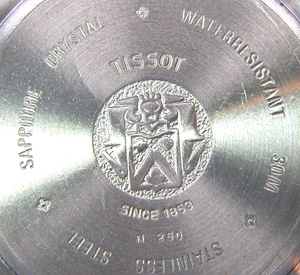 SAPPHIRE CRYSTAL
WATERRESISTANT 30M
TISSOT
SINCE 1853
N 250
STAINLESS STEEL